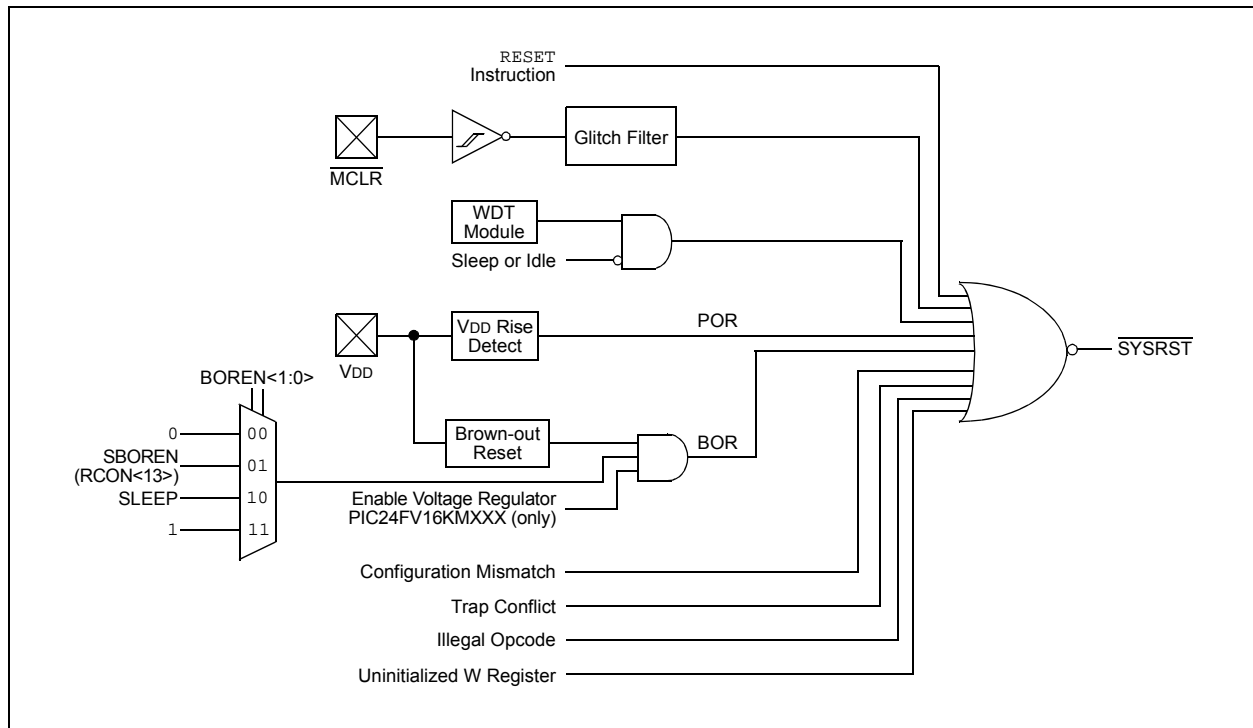 RESET
Instruction
Glitch Filter
MCLR
WDT
Module
Sleep or Idle
VDD Rise
Detect
POR
SYSRST
VDD
BOREN<1:0>
0
00
SBOREN
(RCON<13>)
01
SLEEP
10
1
11
Brown-out
Reset
BOR
Enable Voltage Regulator
PIC24FV16KMXXX (only)
Configuration Mismatch
Trap Conflict
Illegal Opcode
Uninitialized W Register